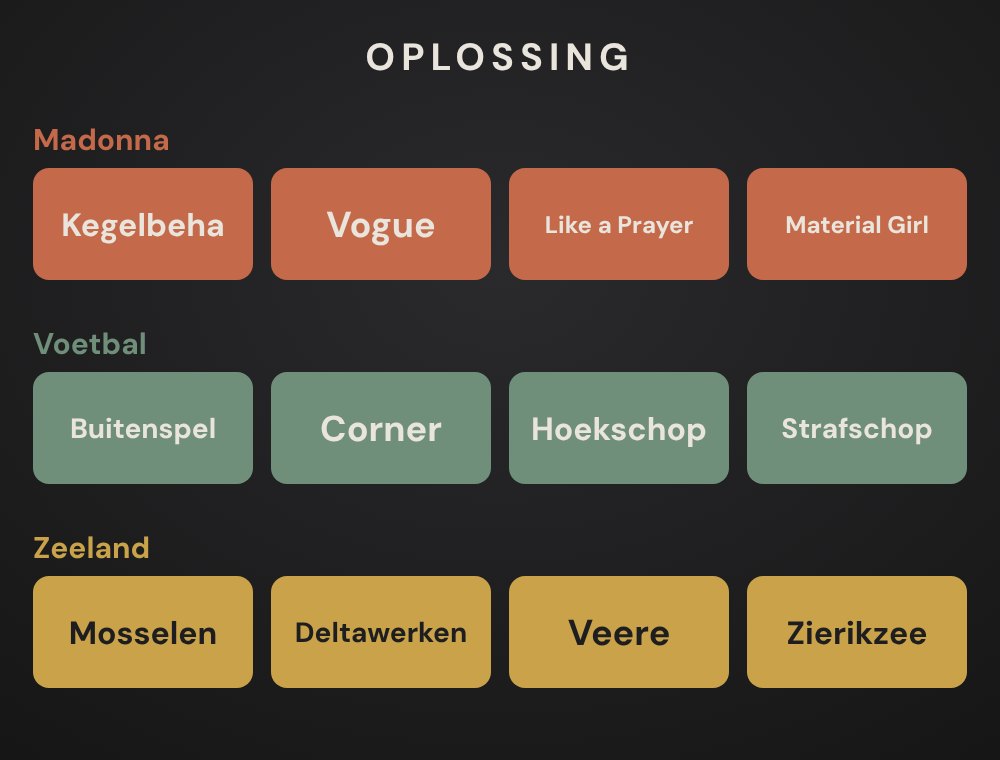 OPLOSSING
Madonna
Kegelbeha Vogue Like a Prayer Material Girl
Voetbal
Buitenspel Corner Hoekschop Strafschop
Zeeland
Mosselen Deltawerken Veere Zierikzee